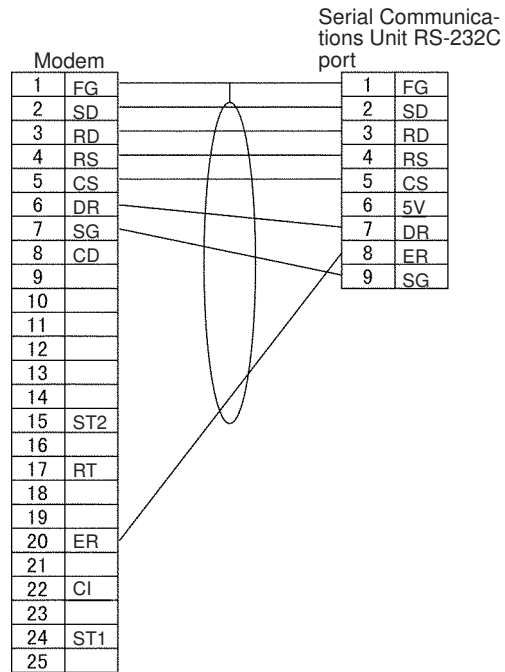 Serial Communica-
tions Unit RS-232C
port
Modem
1 FG
2 SD
3 RD
4 RS
5 CS
6 DR
7 SG
8 CD
9
10
11
12
13
14
15 ST2
16
17 RT
18
19
20 ER
21
22 CI
23
24 ST1
25
1 FG
2 SD
3 RD
4 RS
5 CS
6 5V
7 DR
8 ER
9 SG